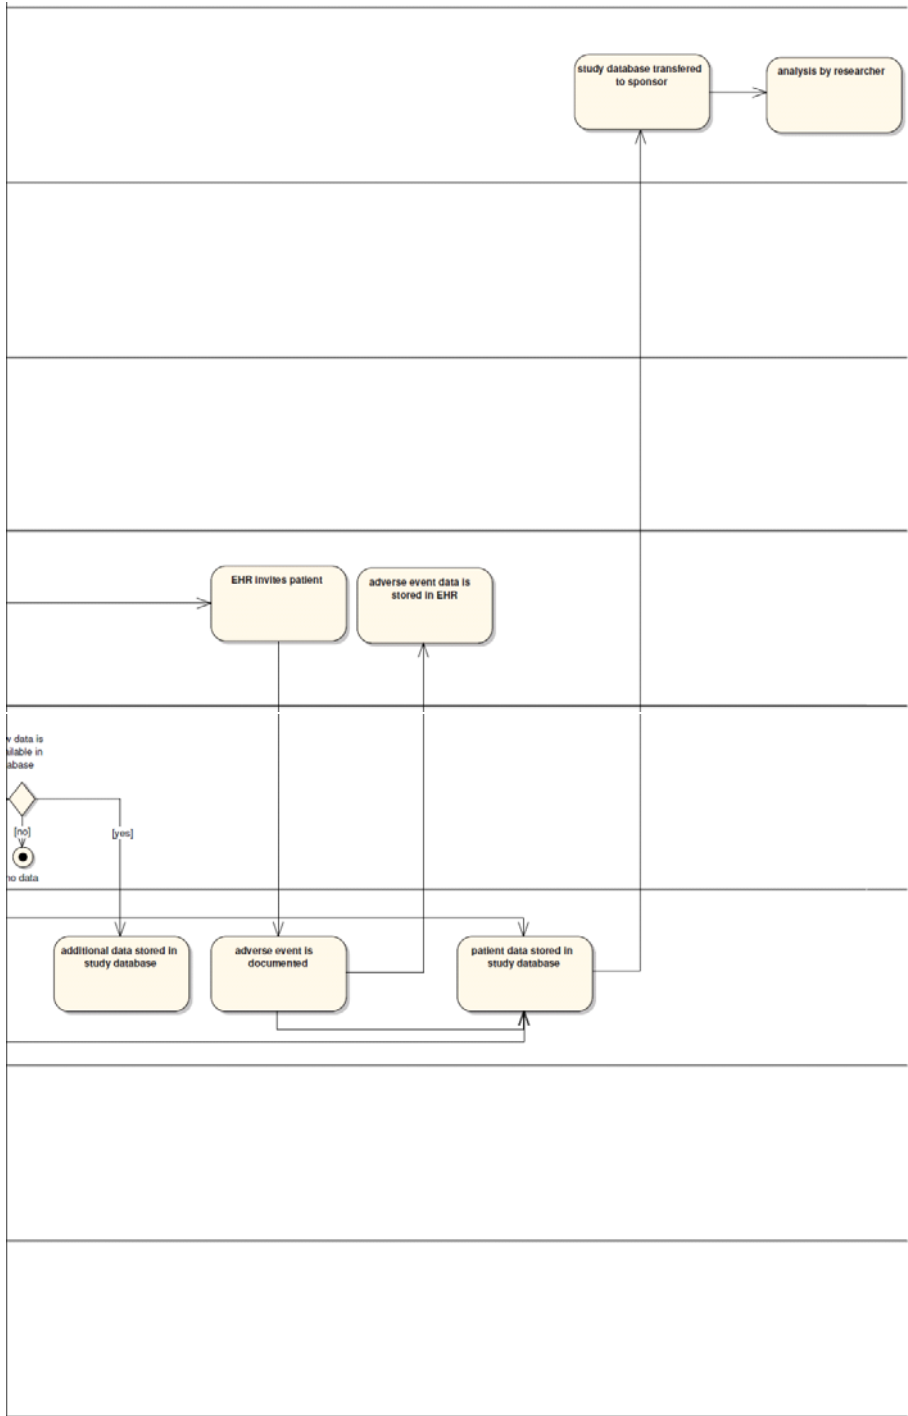 study database transfered
to sponsor
analysis by researcher
EHR invites patient
adverse event data is
stored in EHR
data is
in
[no]
[yes]
no data
additional data stored in
study database
adverse event is
documented
patient data stored in
study database